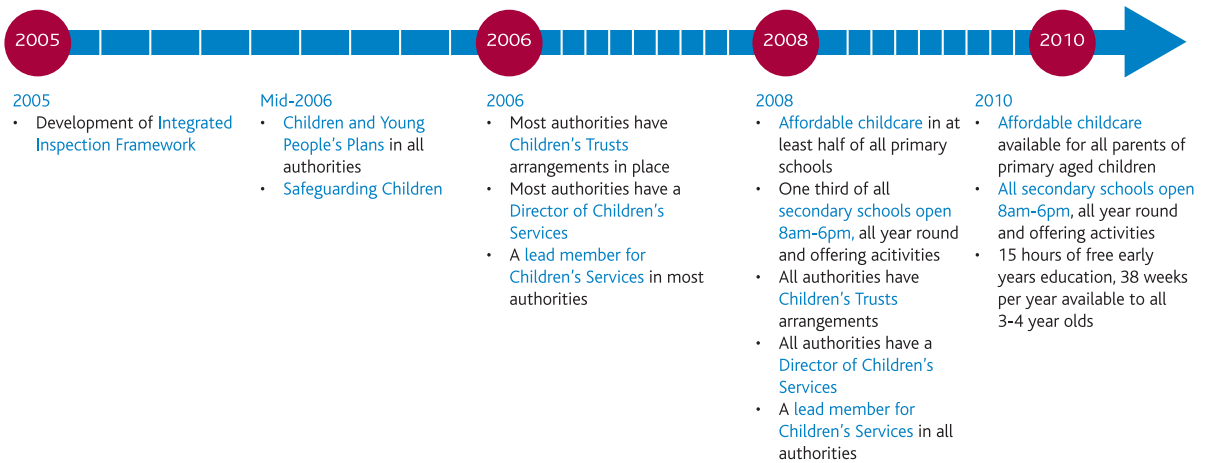 2005
2006
2008
2010
2005
• Development of Integrated
Inspection Framework
Mid-2006
• Children and Young
People's Plans in all
authorities
• Safeguarding Children
2006
• Most authorities have
Children's Trusts
arrangements in place
• Most authorities have a
Director of Children's
Services
• A lead member for
Children's Services in most
authorities
2008
• Affordable childcare in at
least half of all primary
schools
• One third of all
secondary schools open
8am-6pm, all year round
and offering acitivities
• All authorities have
Children's Trusts
arrangements
• All authorities have a
Director of Children's
Services
• A lead member for
Children's Services in all
authorities
2010
• Affordable childcare
available for all parents of
primary aged children
• All secondary schools open
8am-6pm, all year round
and offering activities
• 15 hours of free early
years education, 38 weeks
per year available to all
3-4 year olds